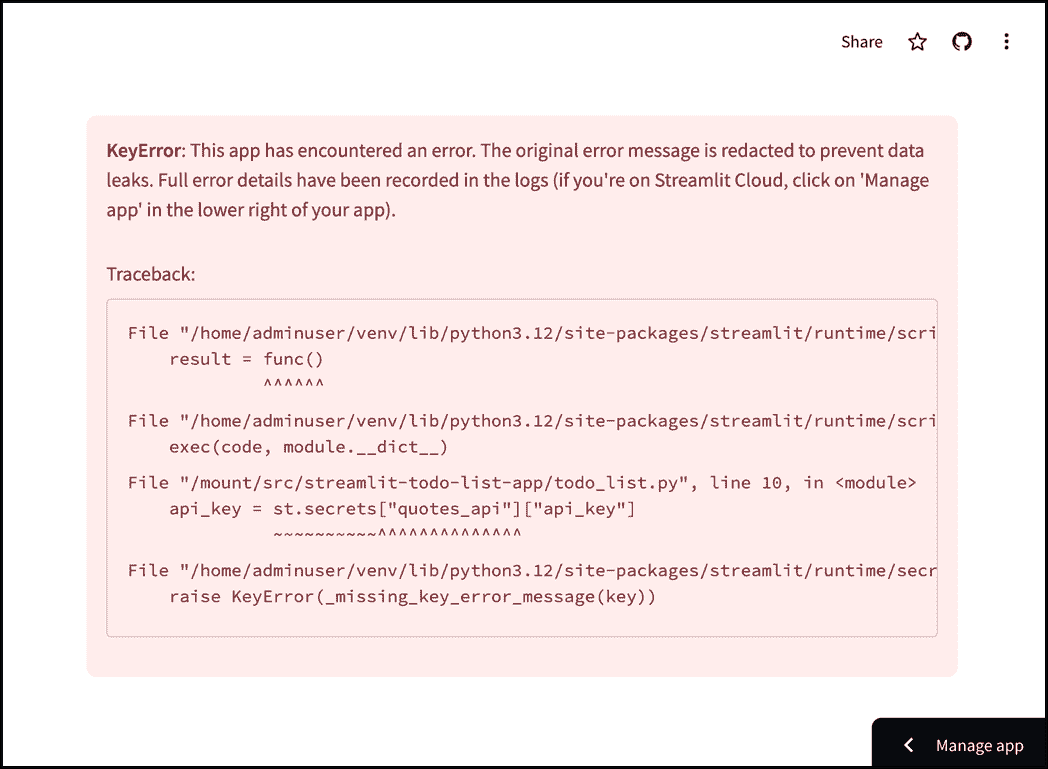 Share
KeyError: This app has encountered an error. The original error message is redacted to prevent data
leaks. Full error details have been recorded in the logs (if you're on Streamlit Cloud, click on 'Manage
app' in the lower right of your app).
Traceback:
File "/home/adminuser/venv/lib/python3.12/site-packages/streamlit/runtime/scri
result = func()
^^^^^^
File "/home/adminuser/venv/lib/python3.12/site-packages/streamlit/runtime/scri
exec(code, module.__dict__)
File "/mount/src/streamlit-todo-list-app/todo_list.py", line 10, in <module>
api_key = st.secrets["quotes_api"]["api_key"]
~~~~~~~~~~^^^^^^^^^^^^^^
File "/home/adminuser/venv/lib/python3.12/site-packages/streamlit/runtime/secr
raise KeyError(_missing_key_error_message(key))
Manage app